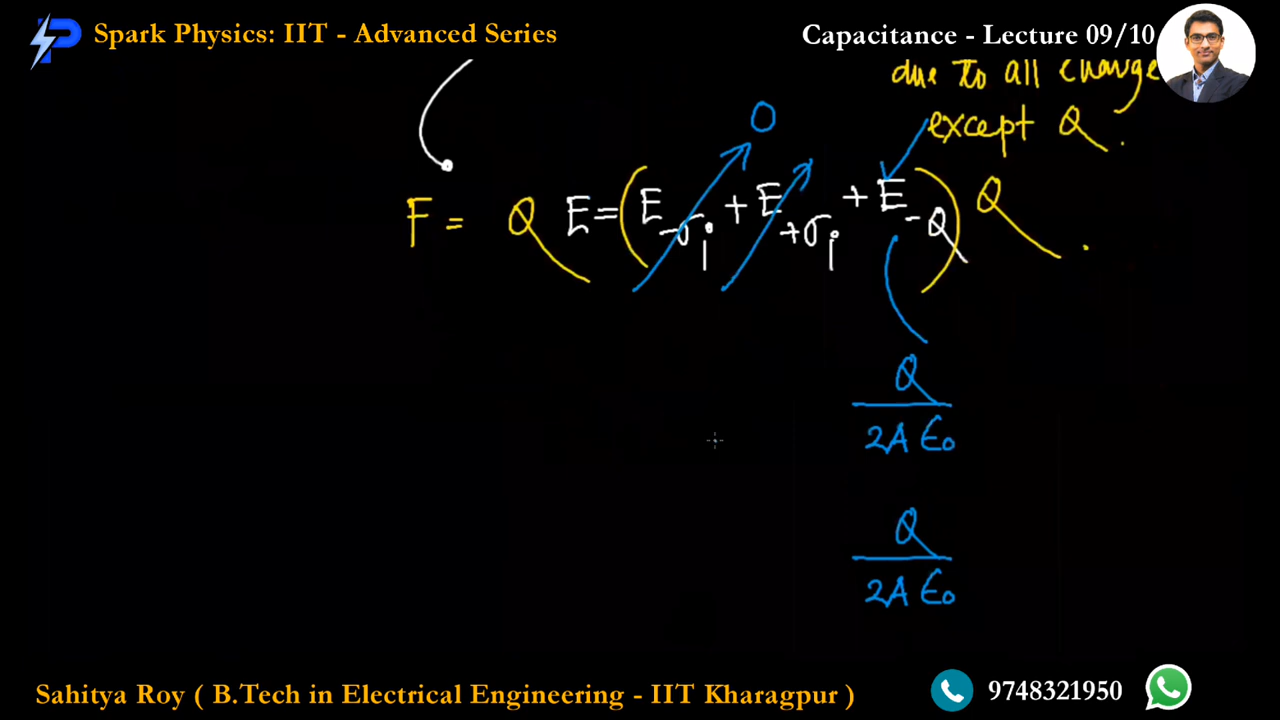 Spark Physics: IIT - Advanced Series
Capacitance - Lecture 09/10
due to all charge
except Q.
0
F = Q E = (E-σi + E+σi + E-Q) Q.
Q
2A ε0
Q
2A ε0
Sahitya Roy ( B.Tech in Electrical Engineering - IIT Kharagpur )
9748321950